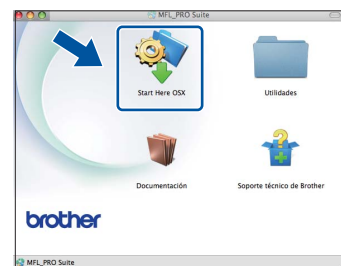 MFL_PRO Suite
Start Here OSX
Utilidades
Documentación
Soporte técnico de Brother
brother
MFL_PRO Suite